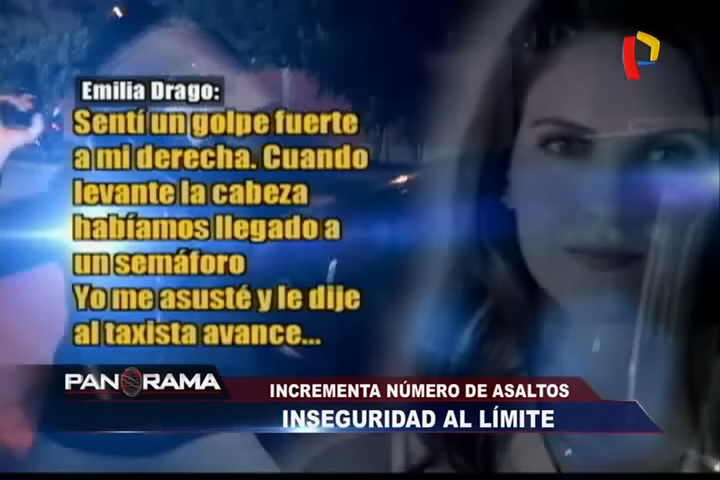 Emilia Drago:
Sentí un golpe fuerte
a mi derecha. Cuando
levante la cabeza
habíamos llegado a
un semáforo
Yo me asusté y le dije
al taxista avance...
PANORAMA
INCREMENTA NÚMERO DE ASALTOS
INSEGURIDAD AL LÍMITE